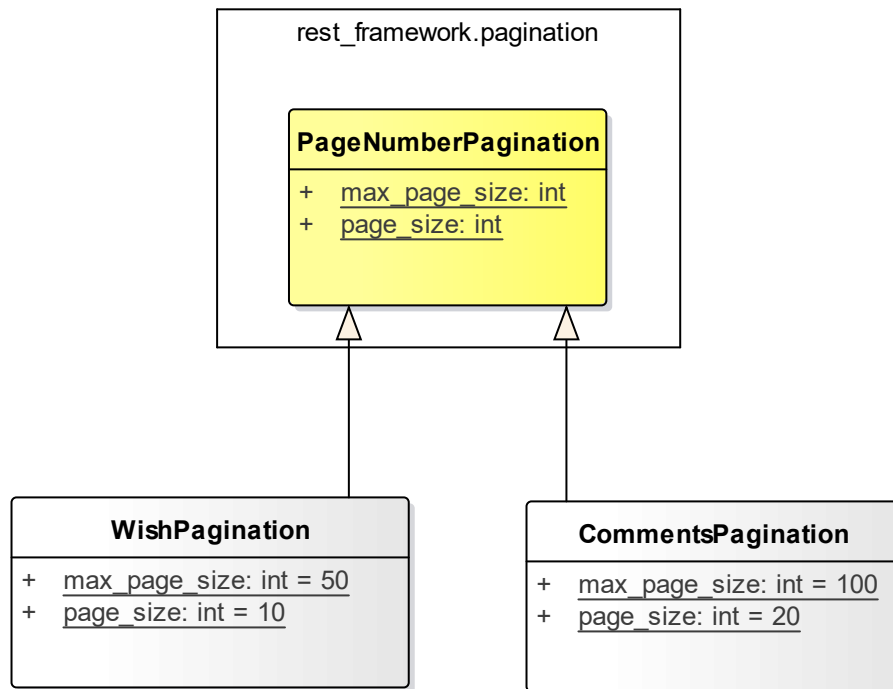 rest_framework.pagination
PageNumberPagination
+ max_page_size: int
+ page_size: int
WishPagination
+ max_page_size: int = 50
+ page_size: int = 10
CommentsPagination
+ max_page_size: int = 100
+ page_size: int = 20